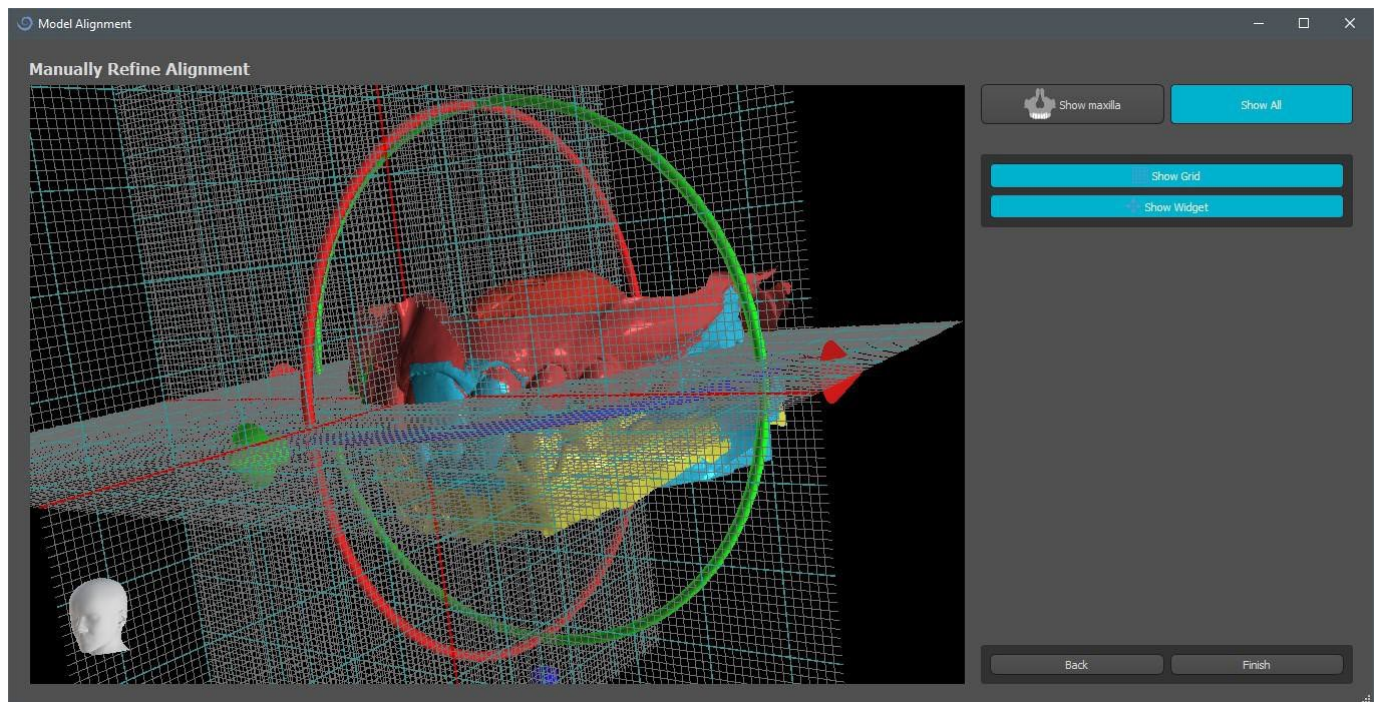 Model Alignment
Manually Refine Alignment
Show maxilla
Show All
Show Grid
Show Widget
Back
Finish